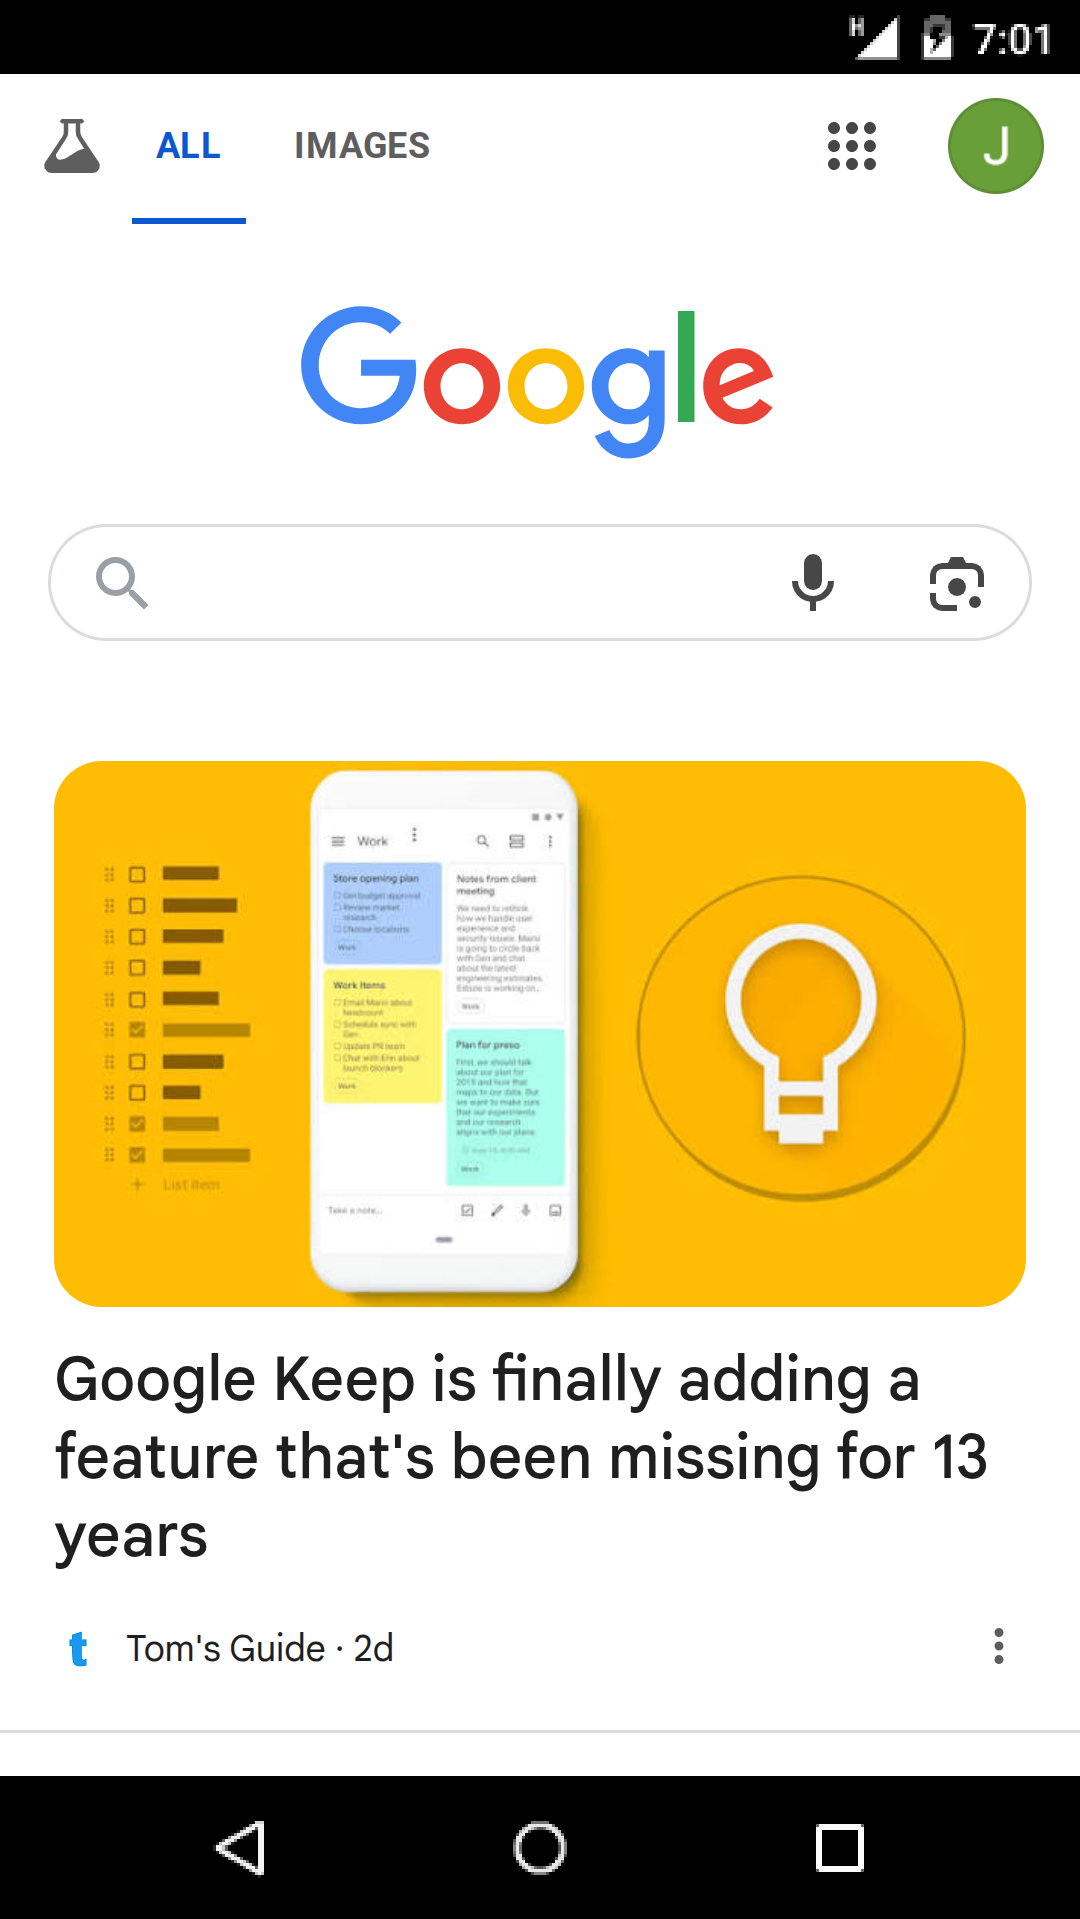 H 7:01
ALL IMAGES
J
Google
Work
Store opening plan
Get budget approval
Review market
research
Choose locations
Work
Work Items
Email Mario about
headcount
Schedule sync with
Gen
Update PR team
Chat with Erin about
launch blockers
Work
Notes from client
meeting
We need to rethink
how we handle user
experience and
security issues. Mario
is going to circle back
with Gen and chat
about the latest
engineering estimates.
Work
Plan for preso
First, we should talk
about our plan for
2019 and how that
maps to our data. But
we want to make sure
that our experiments
and our research
aligns with our plans
Work
Take a note...
+ List item
Google Keep is finally adding a
feature that's been missing for 13
years
t Tom's Guide · 2d